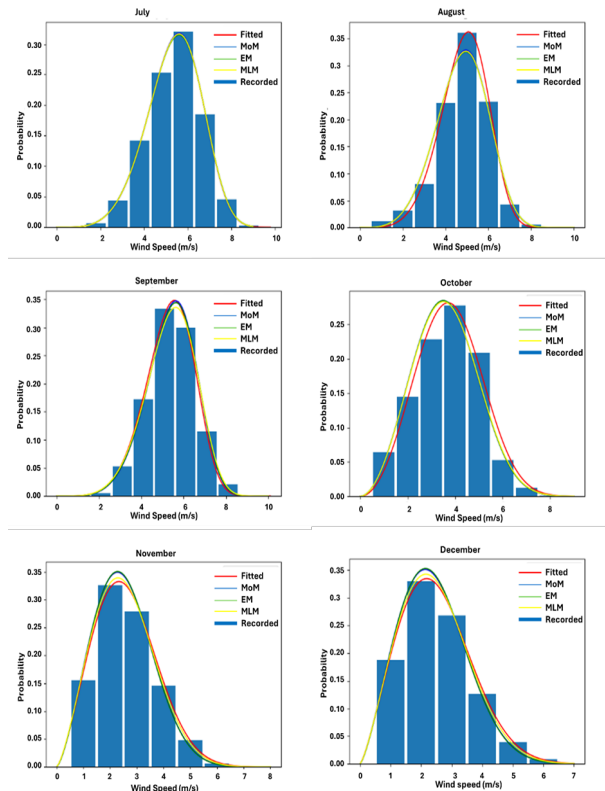 July
0.30
0.25
0.20
0.15
0.10
0.05
0.00
Probability
0 2 4 6 8 10
Wind Speed (m/s)
Fitted
MoM
EM
MLM
Recorded
August
0.35
0.30
0.25
0.20
0.15
0.10
0.05
0.00
Probability
0 2 4 6 8 10
Wind Speed (m/s)
Fitted
MoM
EM
MLM
Recorded
September
0.35
0.30
0.25
0.20
0.15
0.10
0.05
0.00
Probability
0 2 4 6 8 10
Wind Speed (m/s)
Fitted
MoM
EM
MLM
Recorded
October
0.25
0.20
0.15
0.10
0.05
0.00
Probability
0 2 4 6 8
Wind speed (m/s)
Fitted
MoM
EM
MLM
Recorded
November
0.35
0.30
0.25
0.20
0.15
0.10
0.05
0.00
Probability
0 1 2 3 4 5 6 7 8
Wind Speed (m/s)
Fitted
MoM
EM
MLM
Recorded
December
0.35
0.30
0.25
0.20
0.15
0.10
0.05
0.00
Probability
0 1 2 3 4 5 6 7
Wind speed (m/s)
Fitted
MoM
EM
MLM
Recorded